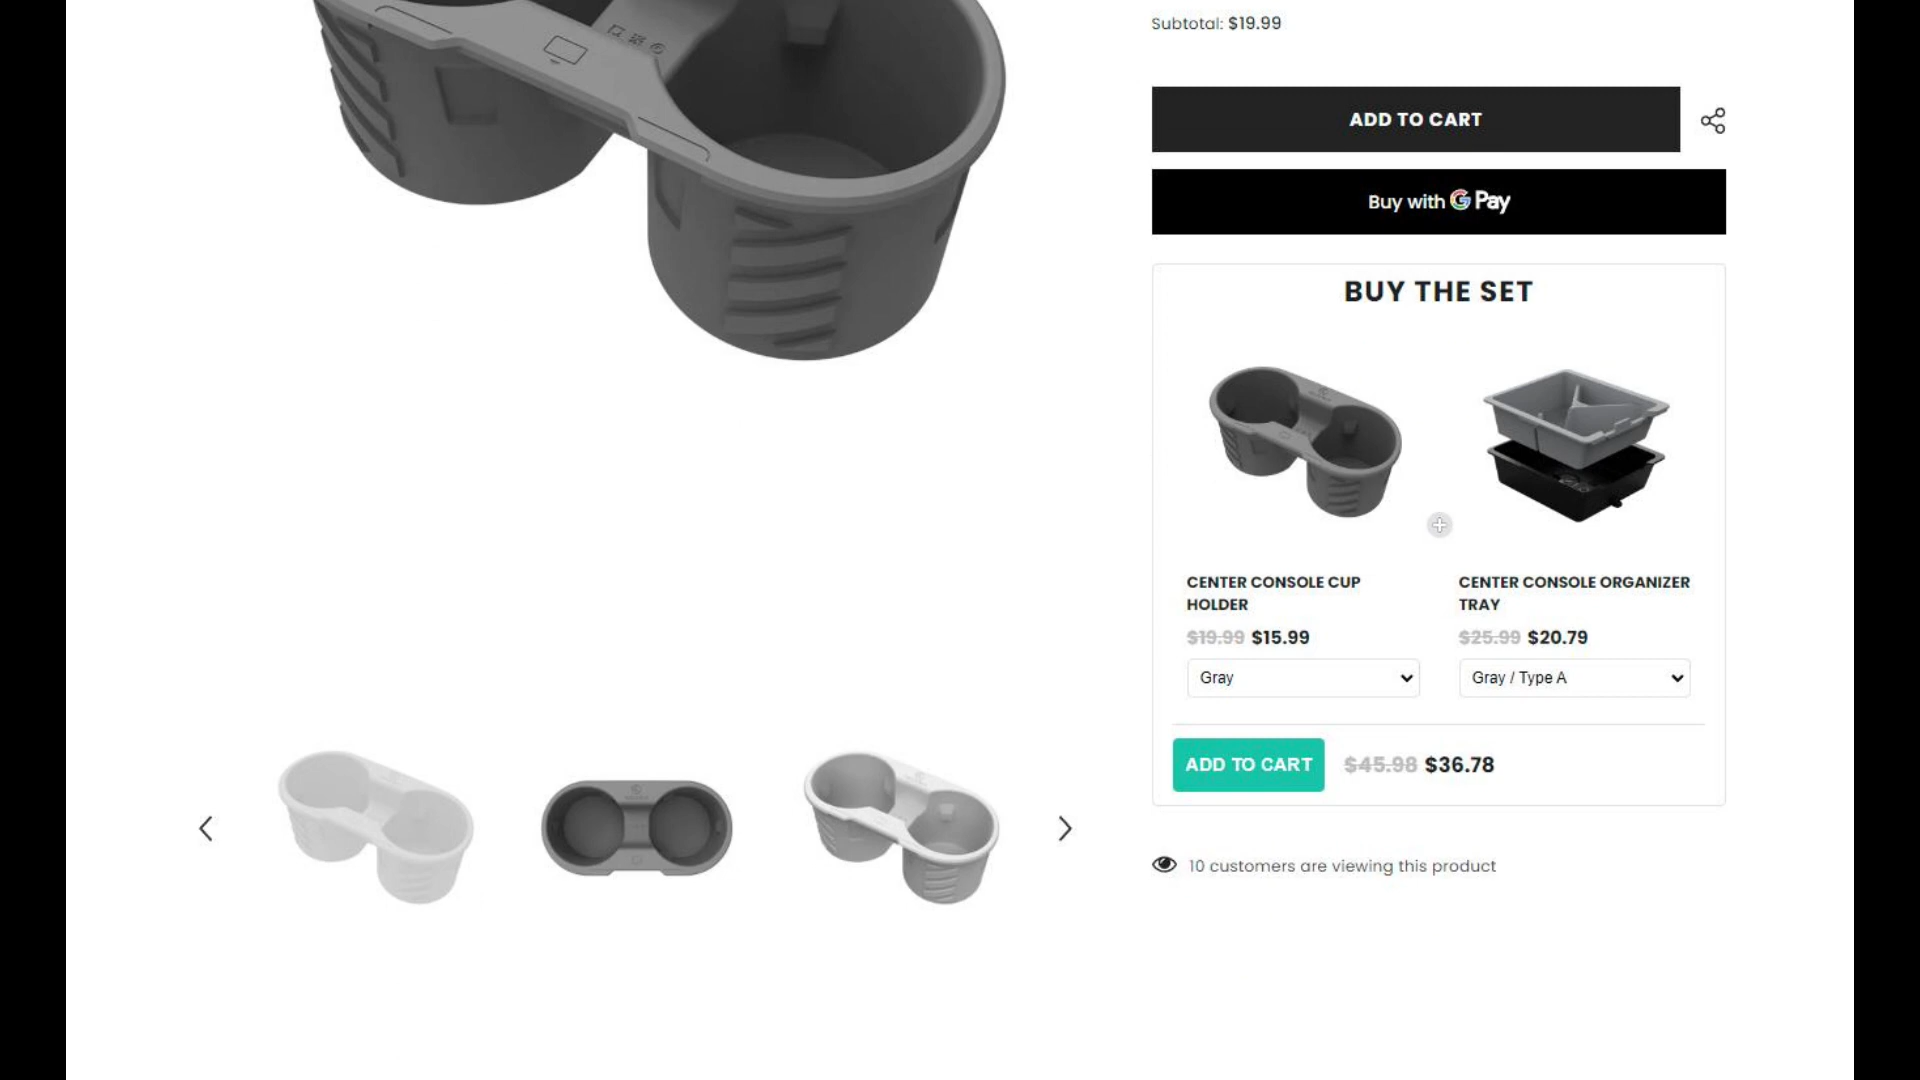 Subtotal: $19.99
ADD TO CART
Buy with G Pay
BUY THE SET
CENTER CONSOLE CUP
HOLDER
$19.99 $15.99
Gray
CENTER CONSOLE ORGANIZER
TRAY
$25.99 $20.79
Gray / Type A
ADD TO CART $45.98 $36.78
10 customers are viewing this product